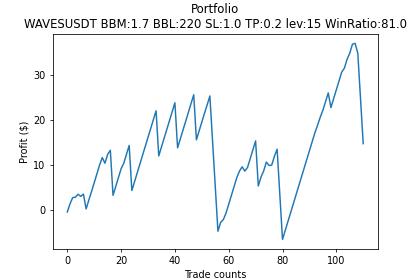 Portfolio
WAVESUSDT BBM:1.7 BBL:220 SL:1.0 TP:0.2 lev:15 WinRatio:81.0
Profit ($)
30
20
10
0
0 20 40 60 80 100
Trade counts